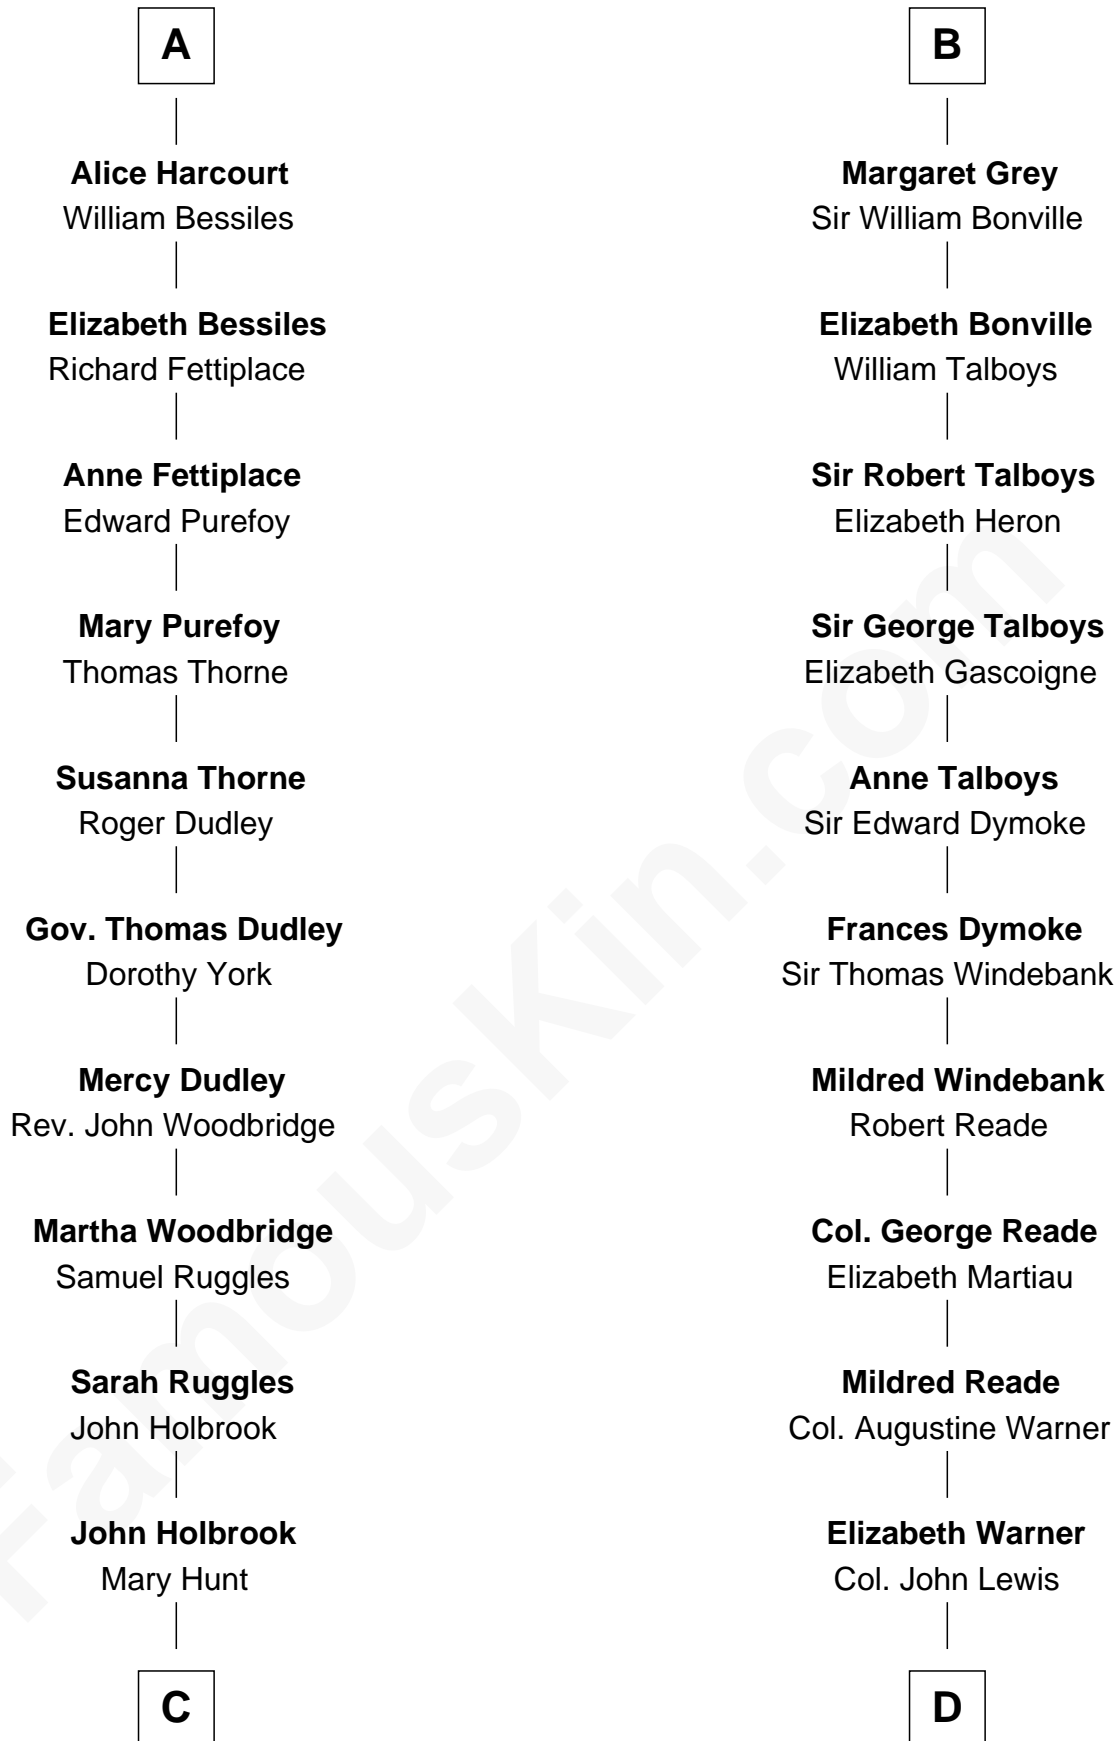 A
Alice Harcourt
William Bessiles
Elizabeth Bessiles
Richard Fettiplace
Anne Fettiplace
Edward Purefoy
Mary Purefoy
Thomas Thorne
Susanna Thorne
Roger Dudley
Gov. Thomas Dudley
Dorothy York
Mercy Dudley
Rev. John Woodbridge
Martha Woodbridge
Samuel Ruggles
Sarah Ruggles
John Holbrook
John Holbrook
Mary Hunt
C
B
Margaret Grey
Sir William Bonville
Elizabeth Bonville
William Talboys
Sir Robert Talboys
Elizabeth Heron
Sir George Talboys
Elizabeth Gascoigne
Anne Talboys
Sir Edward Dymoke
Frances Dymoke
Sir Thomas Windebank
Mildred Windebank
Robert Reade
Col. George Reade
Elizabeth Martiau
Mildred Reade
Col. Augustine Warner
Elizabeth Warner
Col. John Lewis
D
FamousKin.com